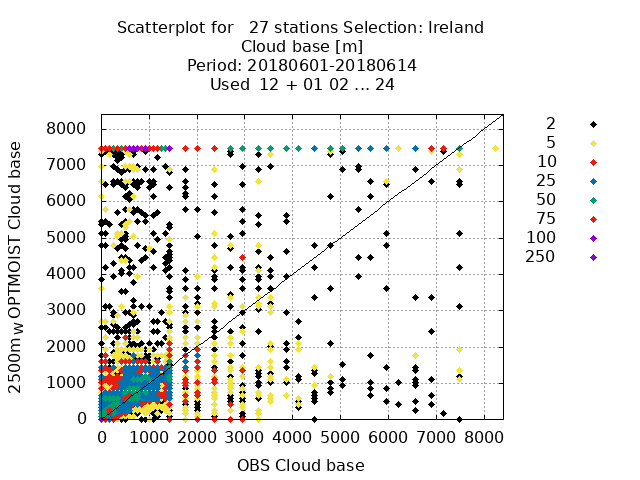 Scatterplot for   27 stations Selection: Ireland
Cloud base [m]
Period: 20180601-20180614
Used  12 + 01 02 ... 24
2500m W OPTMOIST Cloud base
8000
7000
6000
5000
4000
3000
2000
1000
0
0 1000 2000 3000 4000 5000 6000 7000 8000
OBS Cloud base
2
5
10
25
50
75
100
250